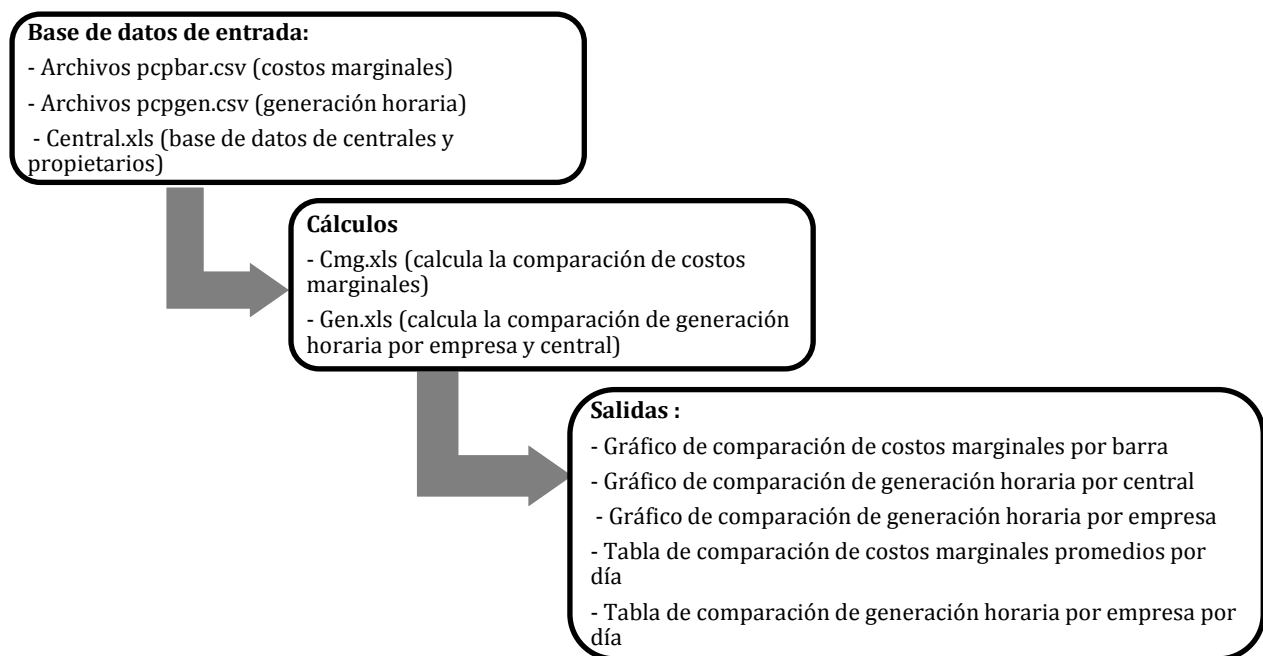 Base de datos de entrada:
- Archivos pcpbar.csv (costos marginales)
- Archivos pcpgen.csv (generación horaria)
- Central.xls (base de datos de centrales y
propietarios)
Cálculos
- Cmg.xls (calcula la comparación de costos
marginales)
- Gen.xls (calcula la comparación de generación
horaria por empresa y central)
Salidas :
- Gráfico de comparación de costos marginales por barra
- Gráfico de comparación de generación horaria por central
- Gráfico de comparación de generación horaria por empresa
- Tabla de comparación de costos marginales promedios por
día
- Tabla de comparación de generación horaria por empresa por
día